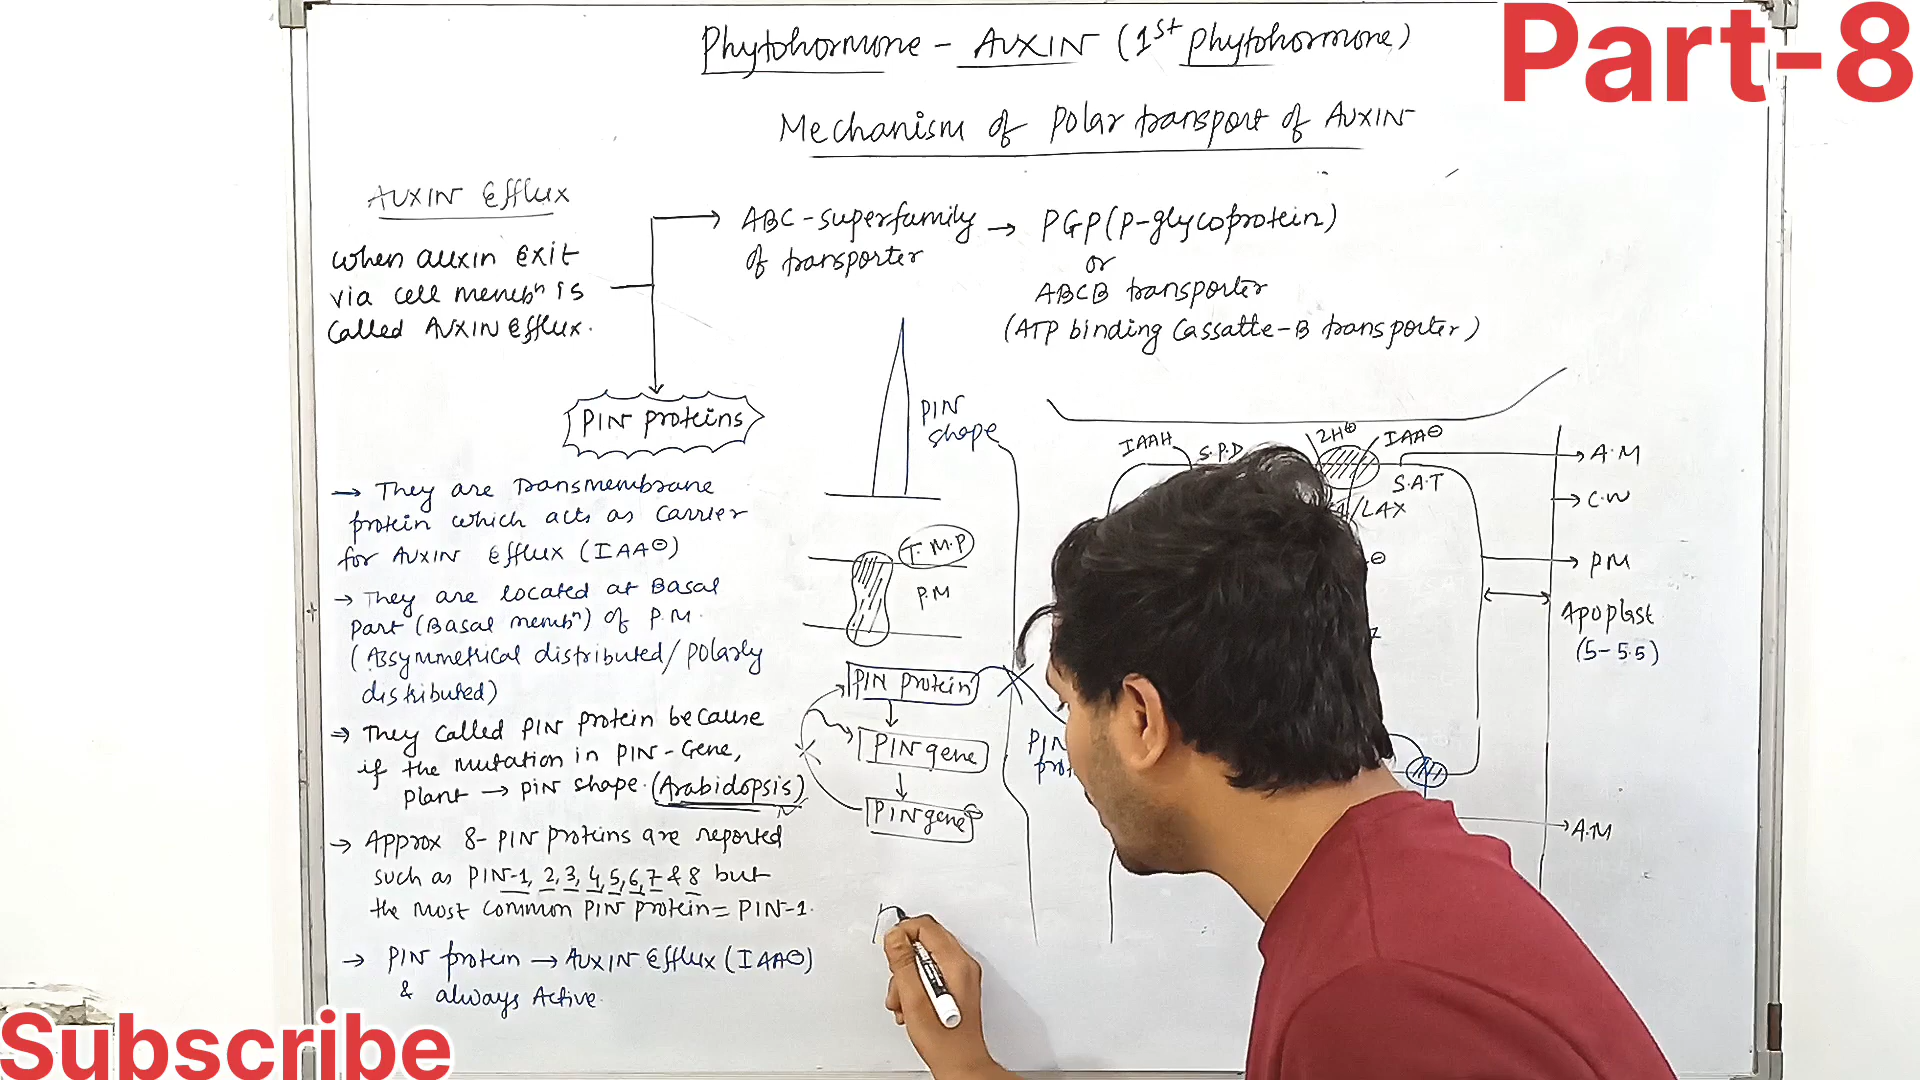 Phytohormone - AUXIN (1st Phytohormone)
Part-8
Mechanism of Polar transport of AUXIN
AUXIN Efflux
when auxin exit
via cell membn is
called AUXIN Efflux.
ABC - superfamily
of transporter
→ PGP (P-glycoprotein)
or
ABCB transporter
(ATP binding Cassatte-B transporter)
PIN proteins
→ They are Transmembrane
protein which acts as carrier
for AUXIN Efflux (IAA⊖)
→ They are located at Basal
part (Basal membn) of P.M.
(Assymmetrical distributed/Polarly
distributed)
→ They called PIN protein because
if the mutation in PIN-Gene,
plant → PIN shape. (Arabidopsis)
→ Approx 8- PIN proteins are reported
such as PIN-1, 2, 3, 4, 5, 6, 7 & 8 but
the most common PIN protein = PIN-1.
→ PIN protein → AUXIN Efflux (IAA⊖)
& always Active.
PIN
shape
T.M.P
P.M
PIN protein
PIN gene
PIN gene
IAAH
S.P.D
2H⊕
IAA⊖
S.A.T
/LAX
A.M
C.W
PM
Apoplast
(5-5.5)
A.M
Subscribe